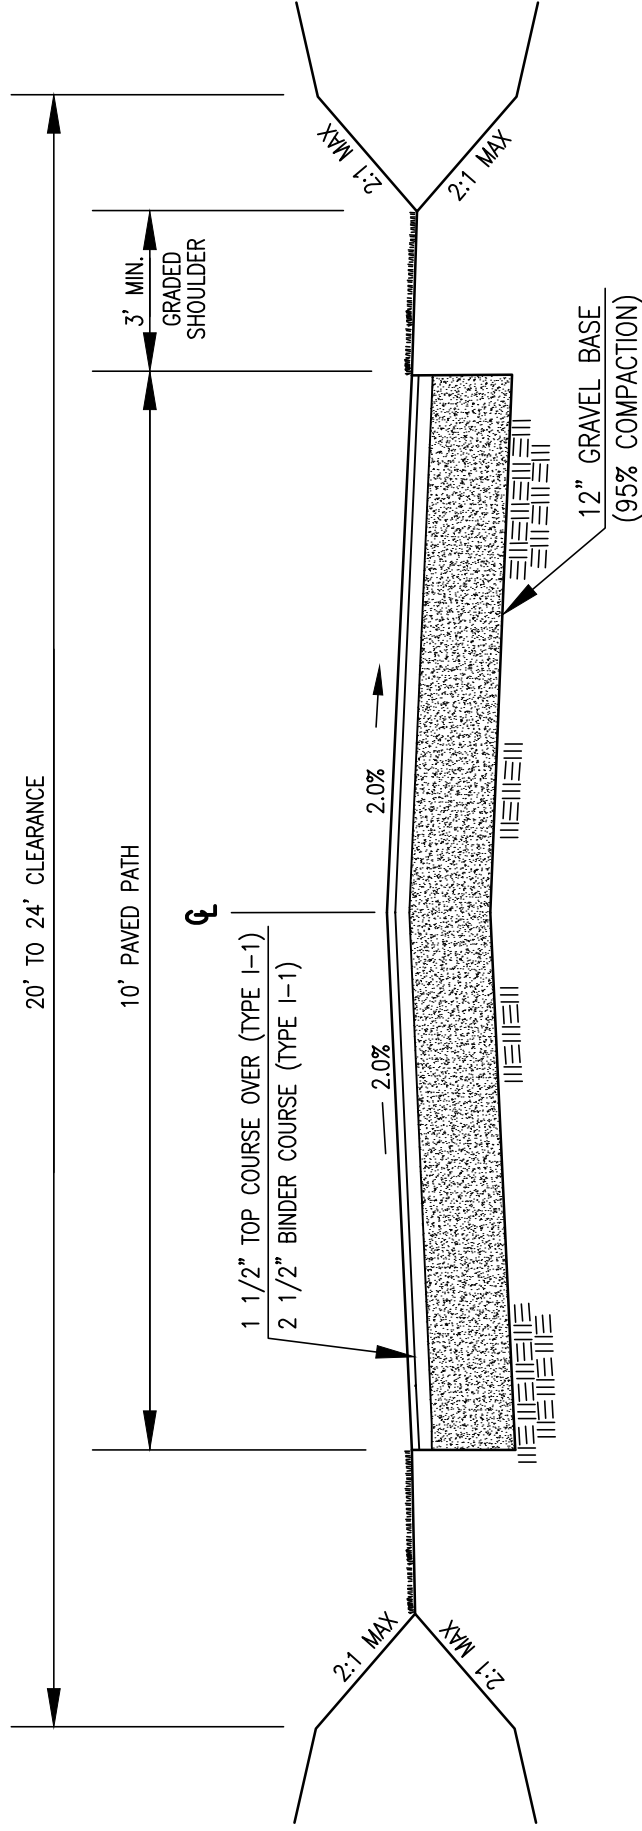 20' TO 24' CLEARANCE
10' PAVED PATH
3' MIN.
GRADED
SHOULDER
℄
1 1/2" TOP COURSE OVER (TYPE I-1)
2 1/2" BINDER COURSE (TYPE I-1)
2.0%
2.0%
2:1 MAX
2:1 MAX
2:1 MAX
2:1 MAX
12" GRAVEL BASE
(95% COMPACTION)